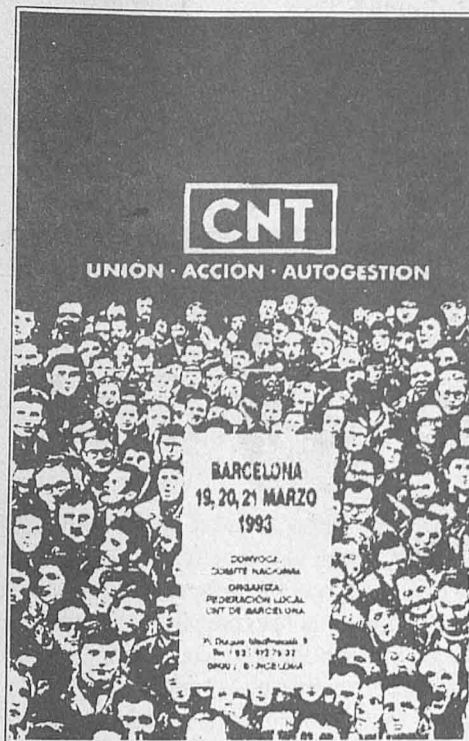 CNT
UNIÓN · ACCIÓN · AUTOGESTION
BARCELONA
19, 20, 21 MARZO
1993
CONVOCA:
COMITÉ NACIONAL
ORGANIZA:
FEDERACIÓN LOCAL
CNT DE BARCELONA
BARCELONA